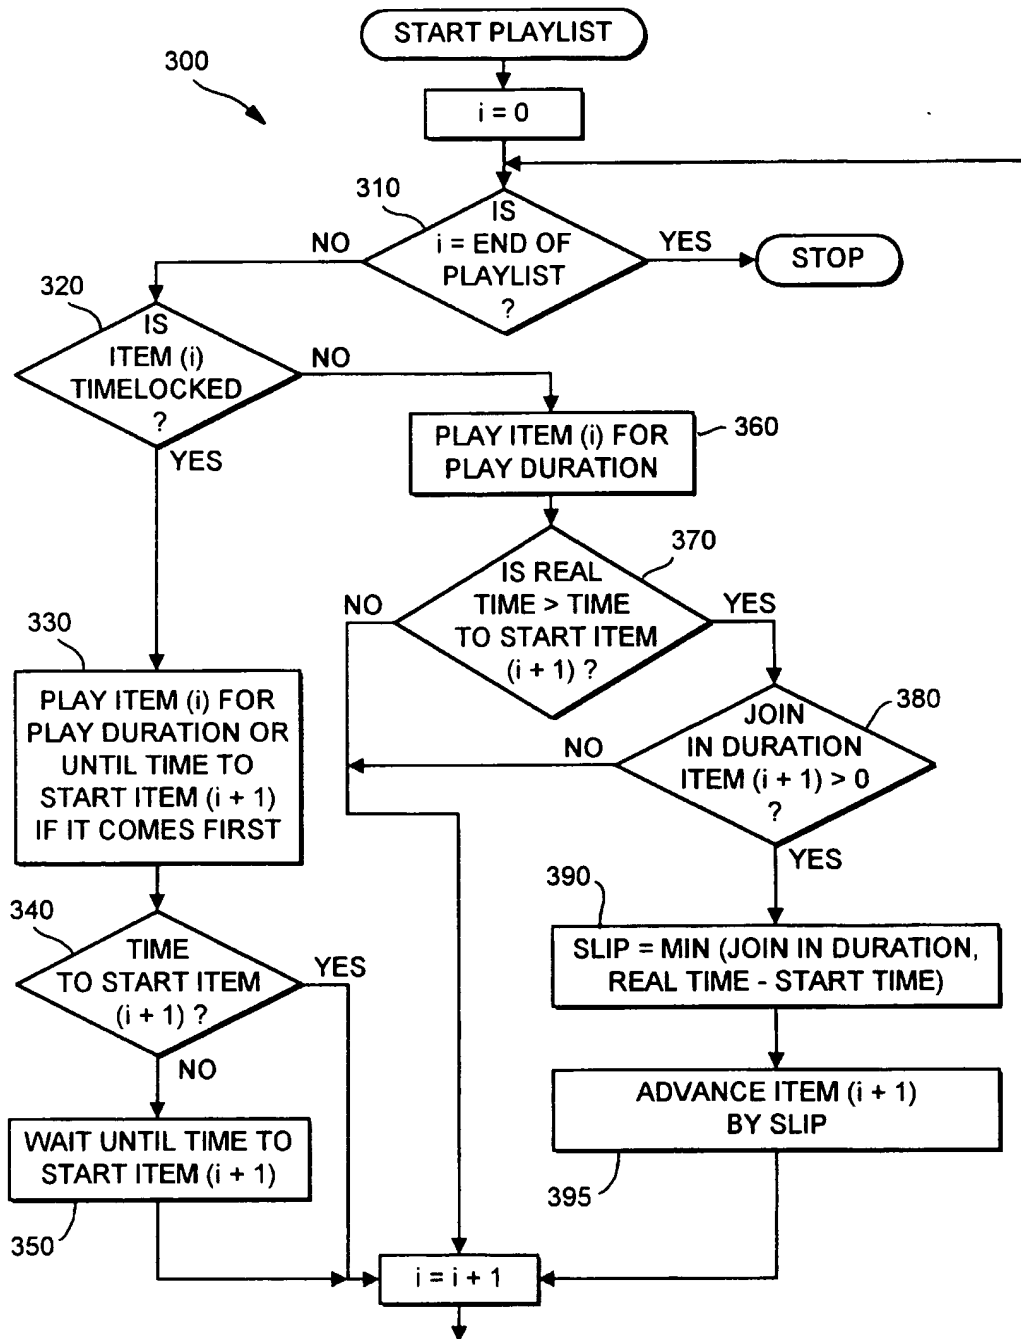 START PLAYLIST
300
i = 0
310
IS
i = END OF
PLAYLIST
?
NO
YES
STOP
320
IS
ITEM (i)
TIMELOCKED
?
NO
YES
PLAY ITEM (i) FOR
PLAY DURATION
360
370
IS REAL
TIME > TIME
TO START ITEM
(i + 1) ?
NO
YES
330
PLAY ITEM (i) FOR
PLAY DURATION OR
UNTIL TIME TO
START ITEM (i + 1)
IF IT COMES FIRST
380
JOIN
IN DURATION
ITEM (i + 1) > 0
?
NO
YES
340
TIME
TO START ITEM
(i + 1) ?
YES
NO
390
SLIP = MIN (JOIN IN DURATION,
REAL TIME - START TIME)
WAIT UNTIL TIME TO
START ITEM (i + 1)
350
ADVANCE ITEM (i + 1)
BY SLIP
395
i = i + 1